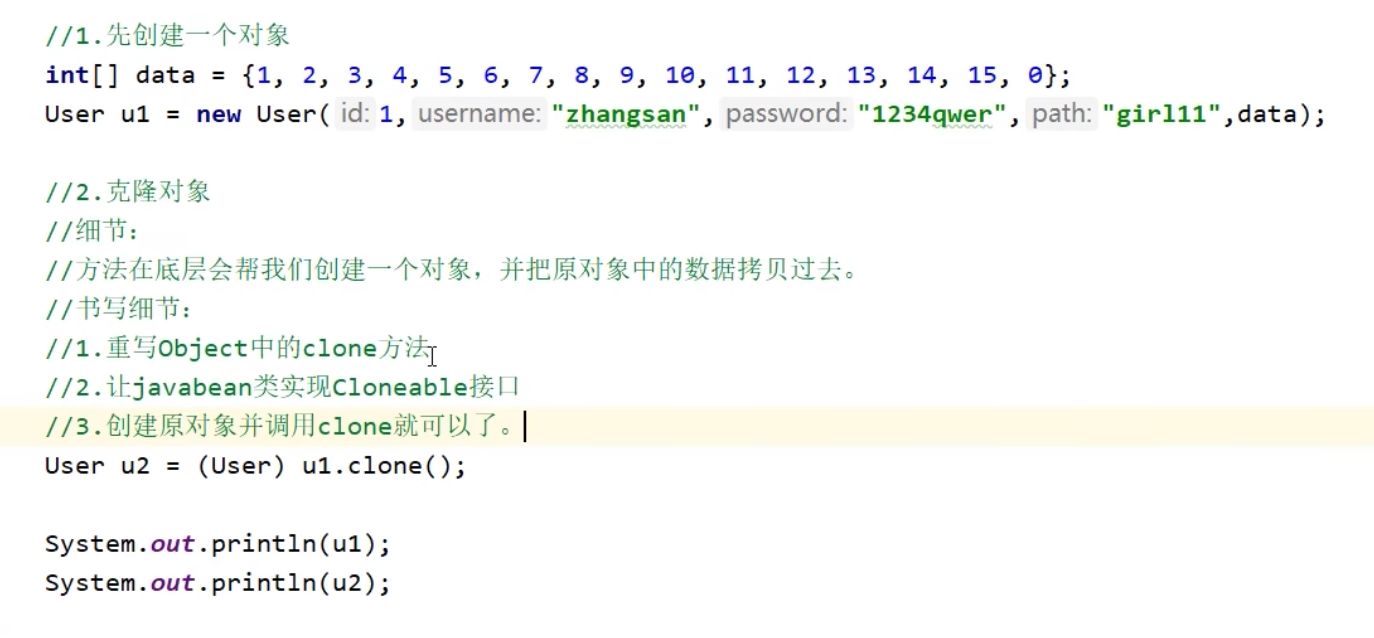 //1.先创建一个对象
int[] data = {1, 2, 3, 4, 5, 6, 7, 8, 9, 10, 11, 12, 13, 14, 15, 0};
User u1 = new User( id: 1, username: "zhangsan", password: "1234qwer", path: "girl11",data);
//2.克隆对象
//细节：
//方法在底层会帮我们创建一个对象，并把原对象中的数据拷贝过去。
//书写细节：
//1.重写Object中的clone方法
//2.让javabean类实现Cloneable接口
//3.创建原对象并调用clone就可以了。
User u2 = (User) u1.clone();
System.out.println(u1);
System.out.println(u2);